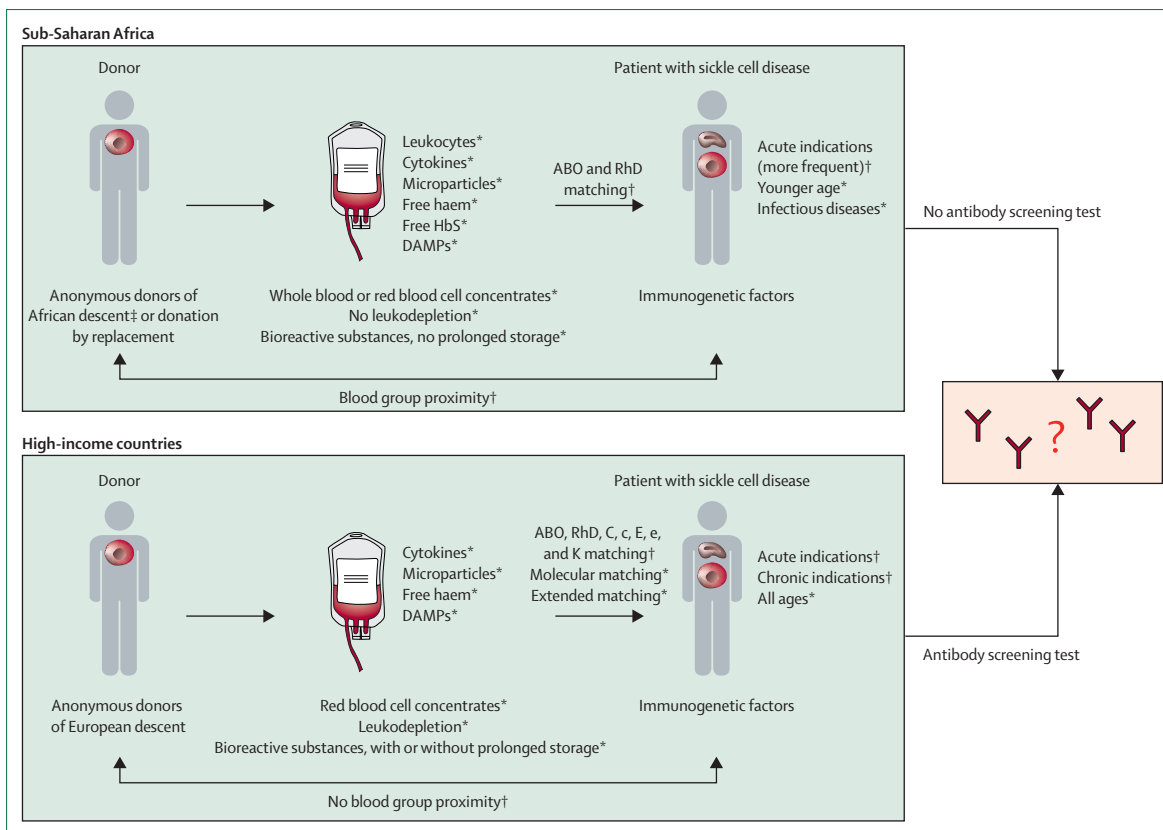 Sub-Saharan Africa
Donor
Patient with sickle cell disease
Leukocytes*
Cytokines*
Microparticles*
Free haem*
Free HbS*
DAMPs*
ABO and RhD
matching†
Acute indications
(more frequent)†
Younger age*
Infectious diseases*
No antibody screening test
Anonymous donors of
African descent‡ or donation
by replacement
Whole blood or red blood cell concentrates*
No leukodepletion*
Bioreactive substances, no prolonged storage*
Immunogenetic factors
Blood group proximity†
?
High-income countries
Donor
Patient with sickle cell disease
Cytokines*
Microparticles*
Free haem*
DAMPs*
ABO, RhD, C, c, E, e,
and K matching†
Molecular matching*
Extended matching*
Acute indications†
Chronic indications†
All ages*
Antibody screening test
Anonymous donors
of European descent
Red blood cell concentrates*
Leukodepletion*
Bioreactive substances, with or without prolonged storage*
Immunogenetic factors
No blood group proximity†